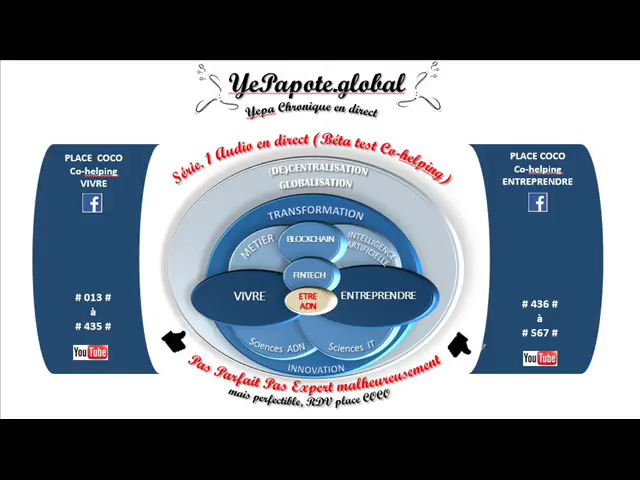 YePapote.global
Yepa Chronique en direct
Série. 1 Audio en direct ( Béta test Co-helping)
PLACE COCO
Co-helping
VIVRE
f
# 013 #
à
# 435 #
YouTube
(DE)CENTRALISATION
GLOBALISATION
TRANSFORMATION
METIER
BLOCKCHAIN
INTELLIGENCE
ARTIFICIELLE
FINTECH
VIVRE
ETRE
ADN
ENTREPRENDRE
Sciences ADN
Sciences IT
INNOVATION
PLACE COCO
Co-helping
ENTREPRENDRE
f
# 436 #
à
# 567 #
YouTube
Pas Parfait Pas Expert malheureusement
mais perfectible, RDV place COCO